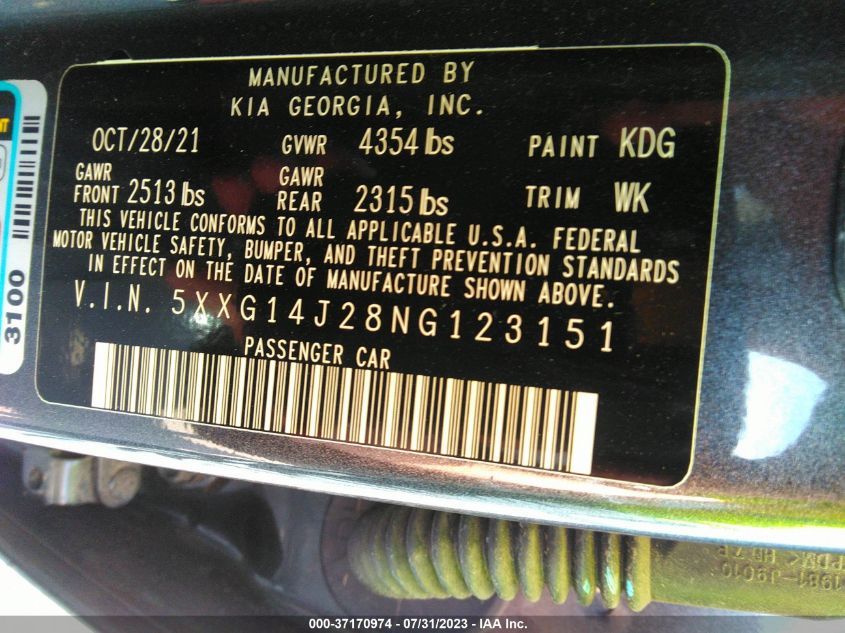 MANUFACTURED BY
KIA GEORGIA, INC.
OCT/28/21 GVWR 4354 lbs PAINT KDG
GAWR FRONT 2513 lbs GAWR REAR 2315 lbs TRIM WK
THIS VEHICLE CONFORMS TO ALL APPLICABLE U.S.A. FEDERAL
MOTOR VEHICLE SAFETY, BUMPER, AND THEFT PREVENTION STANDARDS
IN EFFECT ON THE DATE OF MANUFACTURE SHOWN ABOVE.
V.I.N. 5XXG14J28NG123151
PASSENGER CAR
3100
1981-J9010
000-37170974 / 07/31/2023 - IAA Inc.